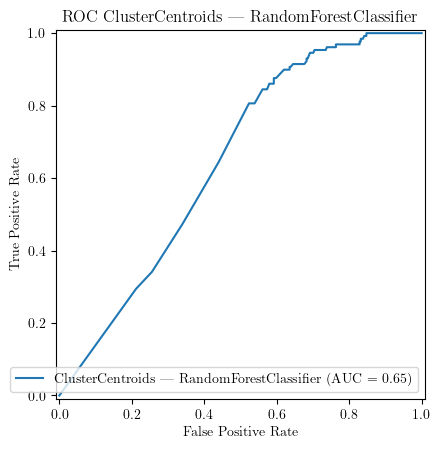 ROC ClusterCentroids — RandomForestClassifier
True Positive Rate
1.0
0.8
0.6
0.4
0.2
0.0
ClusterCentroids — RandomForestClassifier (AUC = 0.65)
0.0 0.2 0.4 0.6 0.8 1.0
False Positive Rate